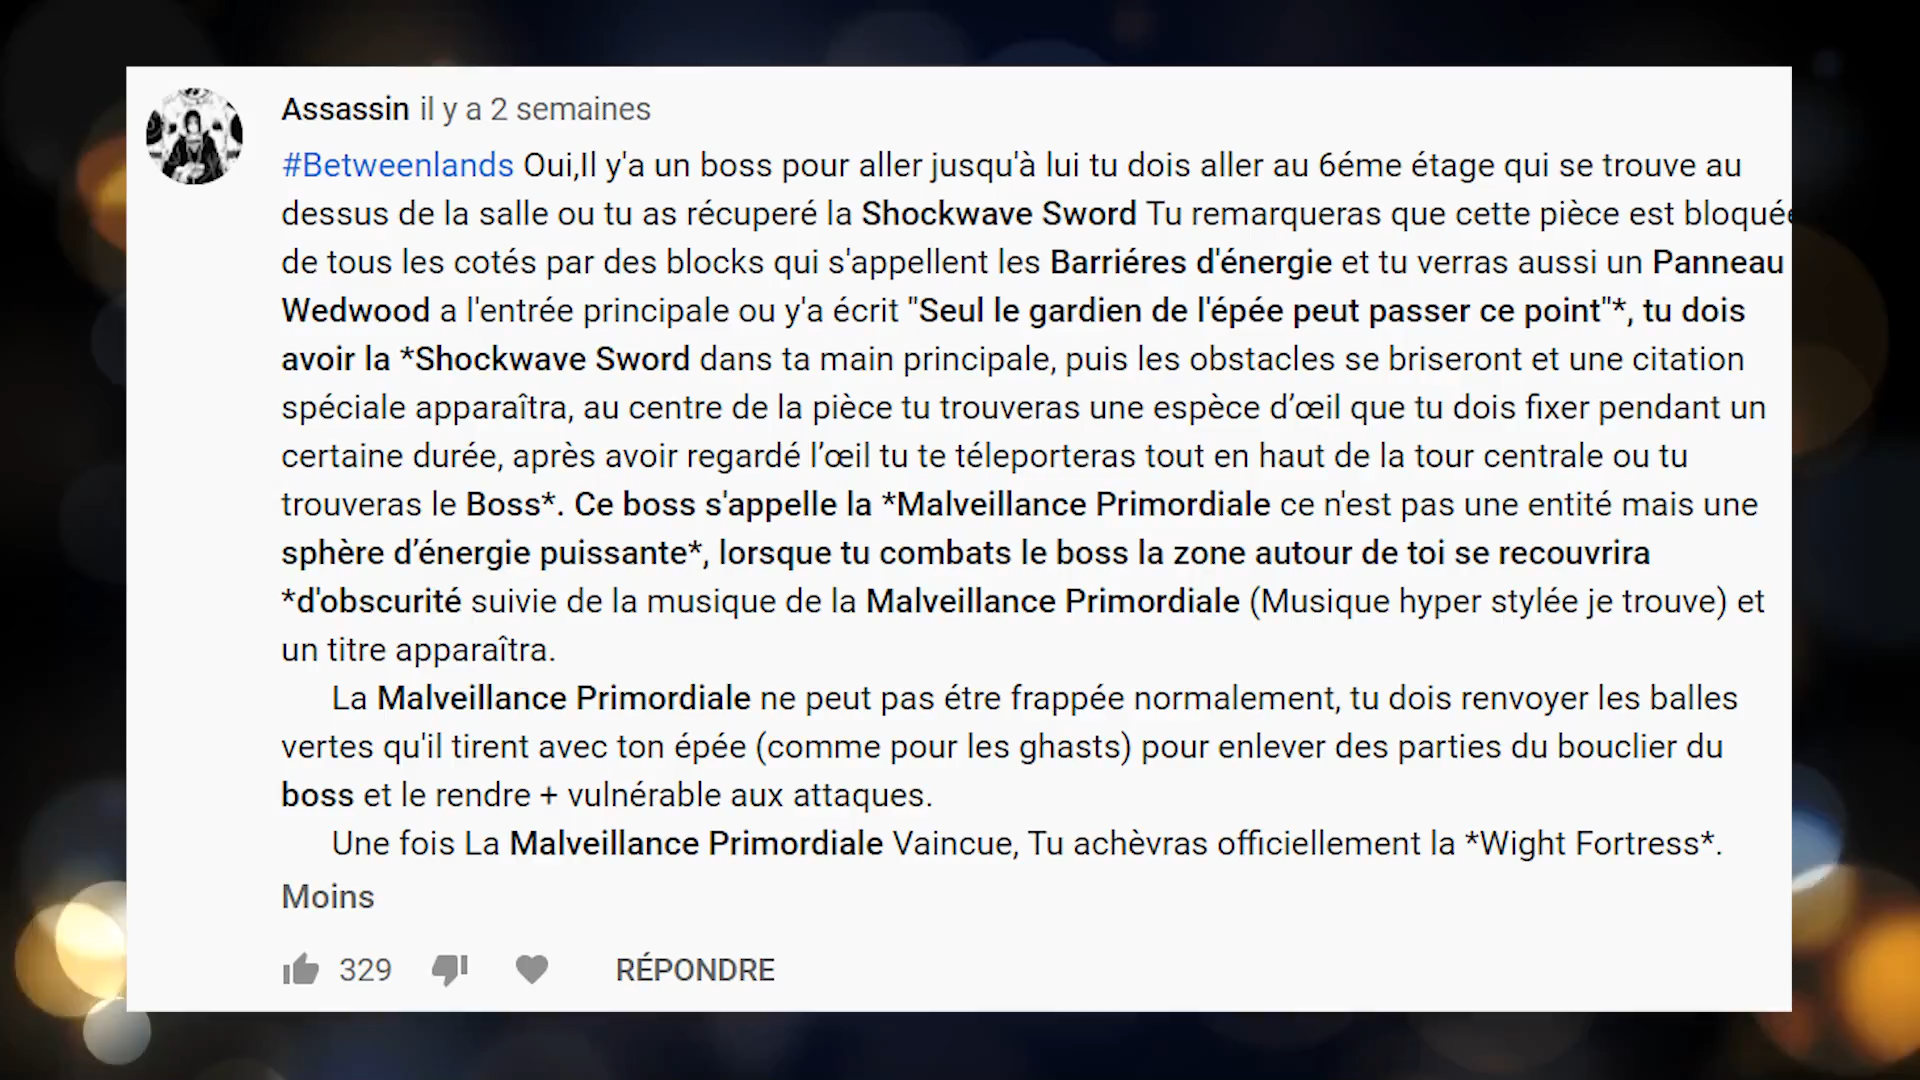 Assassin il y a 2 semaines
#Betweenlands Oui,Il y'a un boss pour aller jusqu'à lui tu dois aller au 6éme étage qui se trouve au
dessus de la salle ou tu as récuperé la Shockwave Sword Tu remarqueras que cette pièce est bloquée
de tous les cotés par des blocks qui s'appellent les Barriéres d'énergie et tu verras aussi un Panneau
Wedwood a l'entrée principale ou y'a écrit "Seul le gardien de l'épée peut passer ce point"*, tu dois
avoir la *Shockwave Sword dans ta main principale, puis les obstacles se briseront et une citation
spéciale apparaîtra, au centre de la pièce tu trouveras une espèce d’œil que tu dois fixer pendant un
certaine durée, après avoir regardé l’œil tu te téléporteras tout en haut de la tour centrale ou tu
trouveras le Boss*. Ce boss s'appelle la *Malveillance Primordiale ce n'est pas une entité mais une
sphère d’énergie puissante*, lorsque tu combats le boss la zone autour de toi se recouvrira
*d'obscurité suivie de la musique de la Malveillance Primordiale (Musique hyper stylée je trouve) et
un titre apparaîtra.
La Malveillance Primordiale ne peut pas étre frappée normalement, tu dois renvoyer les balles
vertes qu'il tirent avec ton épée (comme pour les ghasts) pour enlever des parties du bouclier du
boss et le rendre + vulnérable aux attaques.
Une fois La Malveillance Primordiale Vaincue, Tu achèvras officiellement la *Wight Fortress*.
Moins
329 RÉPONDRE